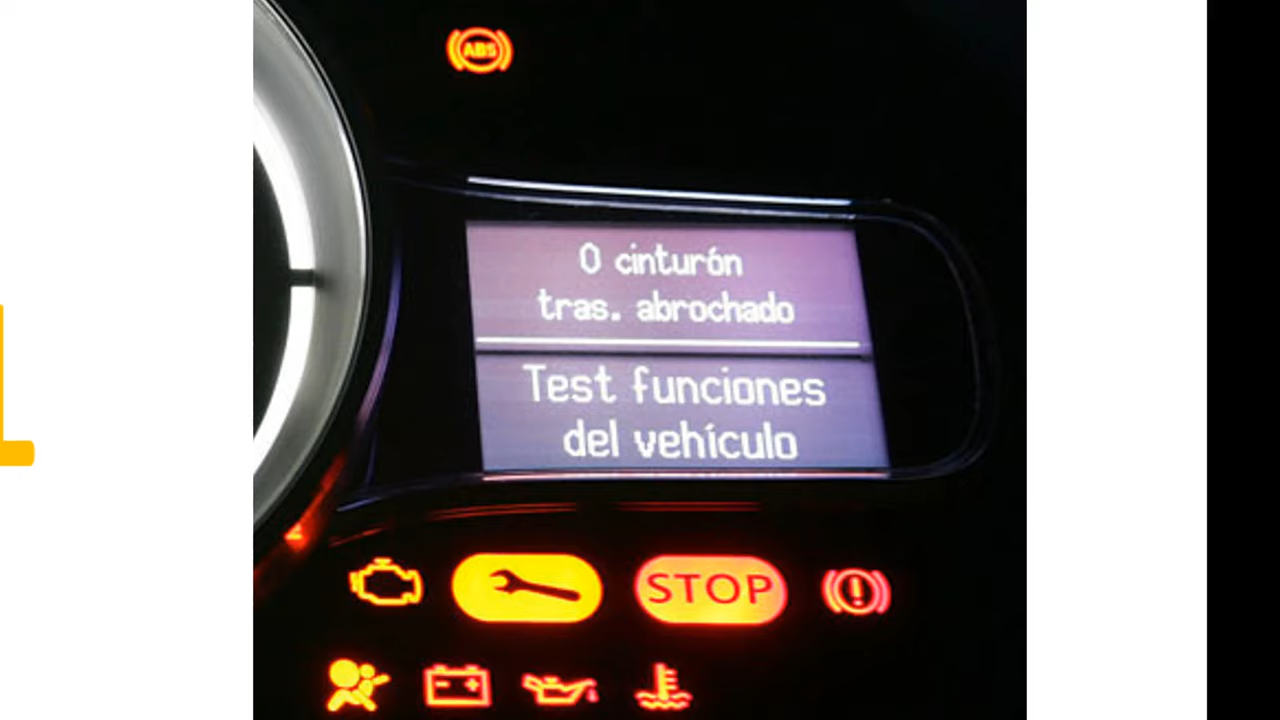 ABS
0 cinturón
tras. abrochado
Test funciones
del vehículo
STOP